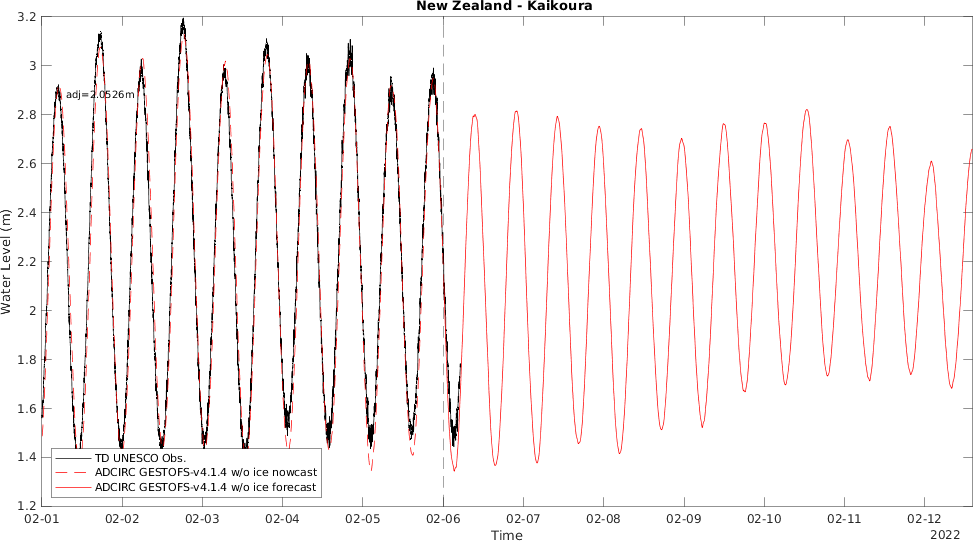 New Zealand - Kaikoura
3.2
3
2.8
2.6
2.4
2.2
2
1.8
1.6
1.4
1.2
Water Level (m)
adj=2.0526m
TD UNESCO Obs.
ADCIRC GESTOFS-v4.1.4 w/o ice nowcast
ADCIRC GESTOFS-v4.1.4 w/o ice forecast
02-01 02-02 02-03 02-04 02-05 02-06 02-07 02-08 02-09 02-10 02-11 02-12
2022
Time